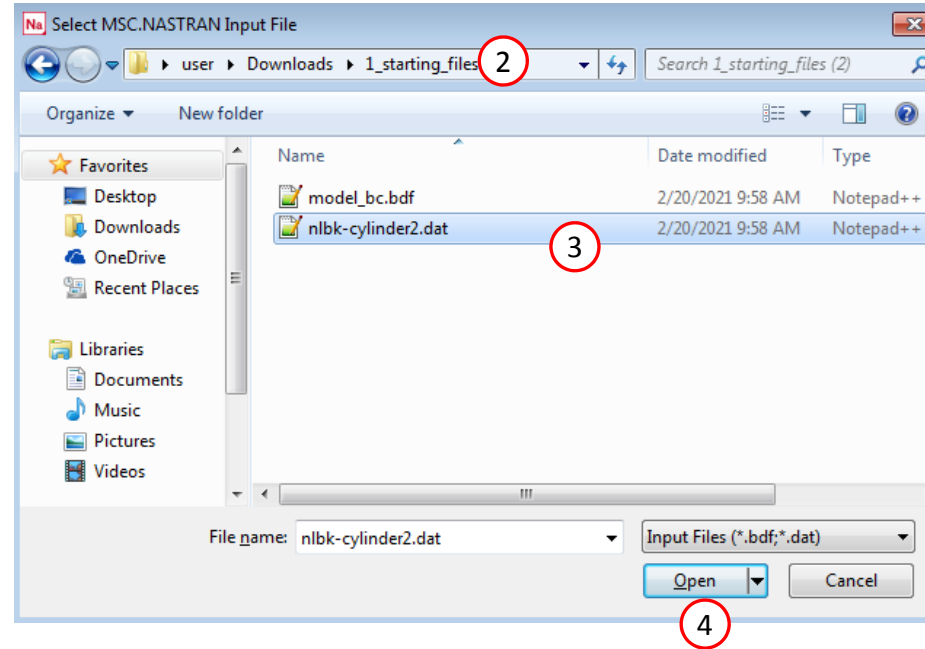 Na Select MSC.NASTRAN Input File
user Downloads 1_starting_files 2 Search 1_starting_files (2)
Organize New folder ?
Favorites Name Date modified Type
Desktop model_bc.bdf 2/20/2021 9:58 AM Notepad++
Downloads nlbk-cylinder2.dat 2/20/2021 9:58 AM Notepad++
3
OneDrive
Recent Places
Libraries
Documents
Music
Pictures
Videos
File name: nlbk-cylinder2.dat Input Files (*.bdf;*.dat)
Open Cancel
4